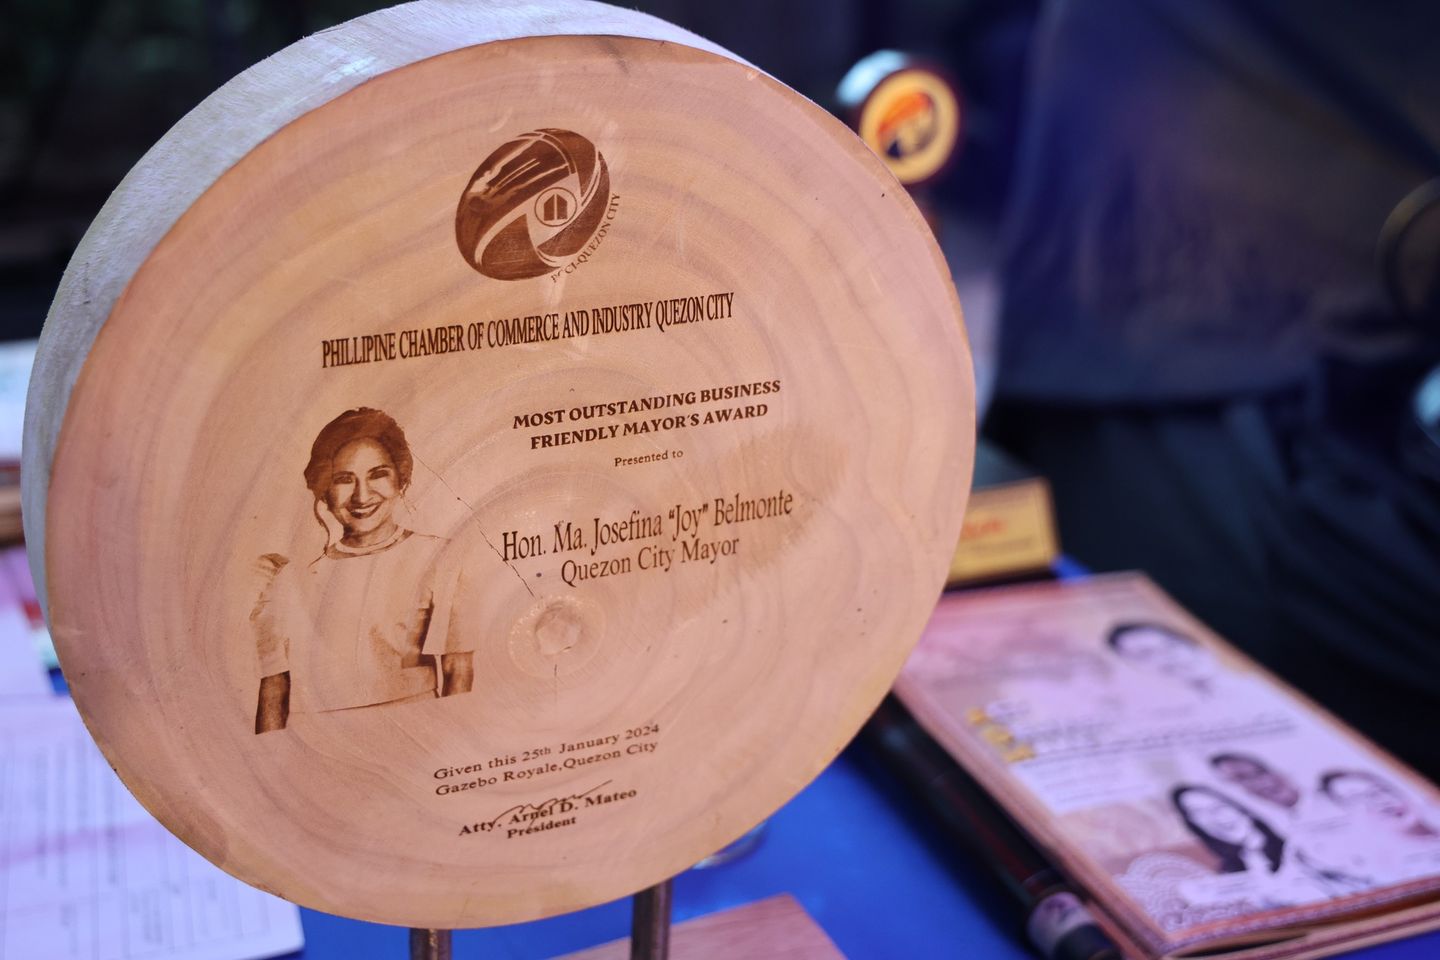 PCCI-QUEZON CITY
PHILLIPINE CHAMBER OF COMMERCE AND INDUSTRY QUEZON CITY
MOST OUTSTANDING BUSINESS
FRIENDLY MAYOR'S AWARD
Presented to
Hon. Ma. Josefina "Joy" Belmonte
Quezon City Mayor
Given this 25th January 2024
Gazebo Royale,Quezon City
Atty. Arnel D. Mateo
President